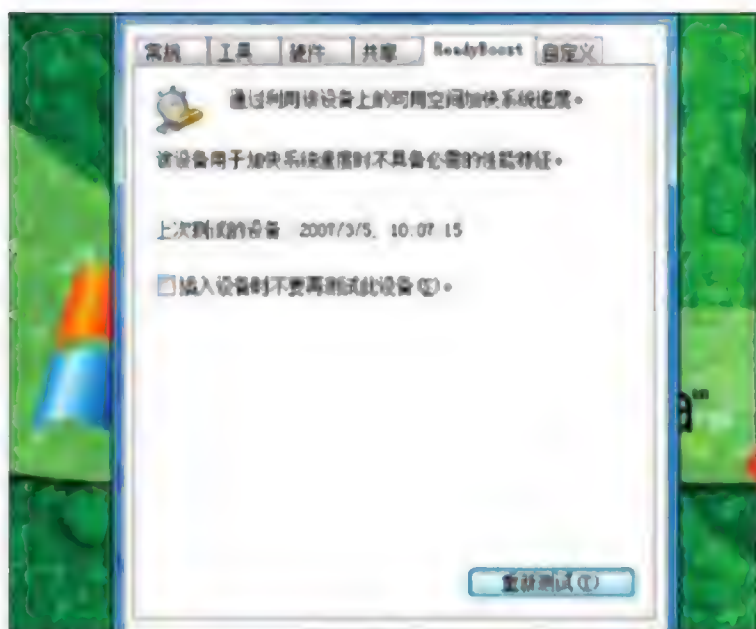 常规 工具 硬件 共享 ReadyBoost 自定义
通过利用该设备上的可用空间加快系统速度。
该设备用于加快系统速度时不具备必需的性能特征。
上次测试的设备 2007/3/5, 10:07:15
插入设备时不要再测试此设备
重新测试(T)
a